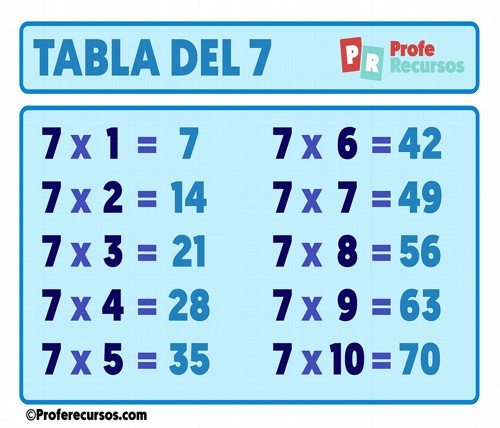 TABLA DEL 7
P R
Profe
Recursos
7 x 1 = 7
7 x 2 = 14
7 x 3 = 21
7 x 4 = 28
7 x 5 = 35
7 x 6 = 42
7 x 7 = 49
7 x 8 = 56
7 x 9 = 63
7 x 10 = 70
©Proferecursos.com